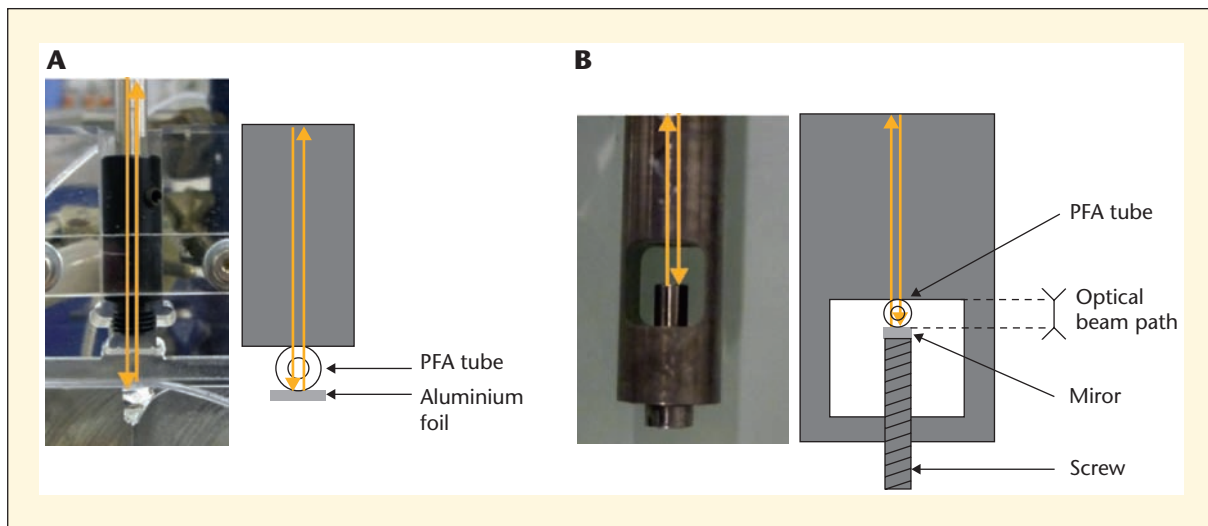 A
PFA tube
Aluminium
foil
B
PFA tube
Optical
beam path
Miror
Screw